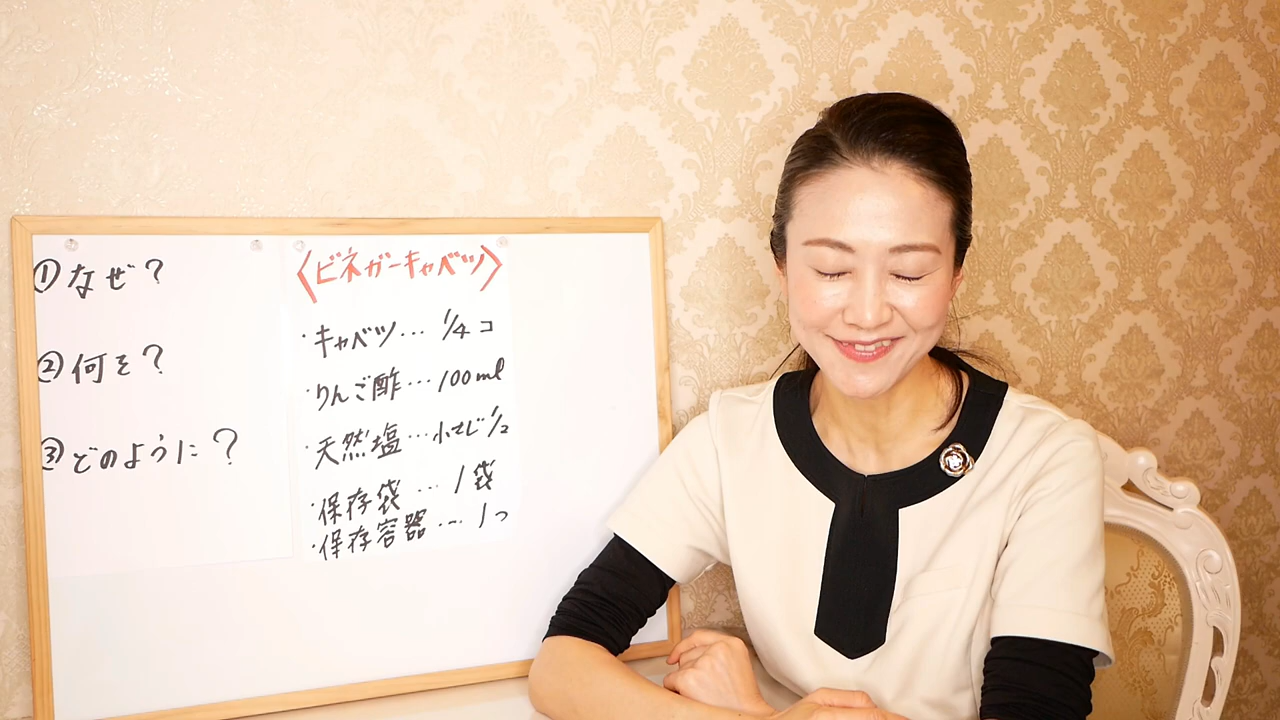 ①なぜ?
②何を?
③どのように?
〈ビネガーキャベツ〉
・キャベツ… 1/4コ
・りんご酢…100ml
・天然塩…小さじ1/2
・保存袋…1袋
・保存容器…1つ